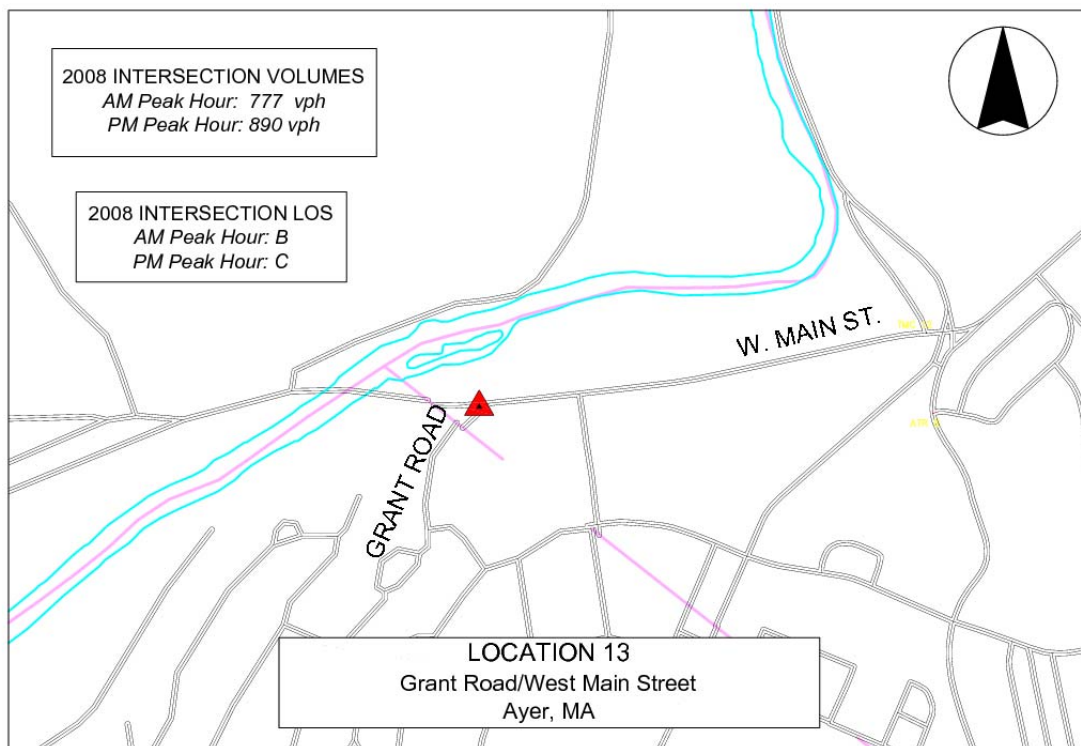 2008 INTERSECTION VOLUMES
AM Peak Hour: 777 vph
PM Peak Hour: 890 vph
2008 INTERSECTION LOS
AM Peak Hour: B
PM Peak Hour: C
W. MAIN ST.
GRANT ROAD
LOCATION 13
Grant Road/West Main Street
Ayer, MA